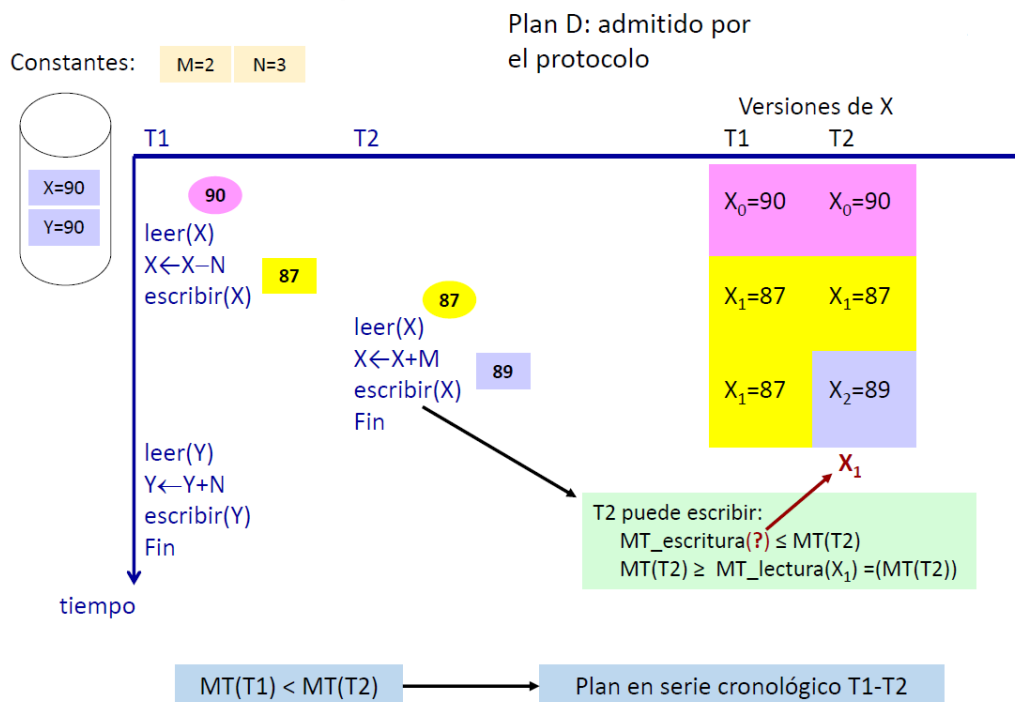 Plan D: admitido por
el protocolo
Constantes: M=2 N=3
Versiones de X
T1 T2 T1 T2
X=90
Y=90
90
leer(X)
X←X−N
escribir(X)
87
87
leer(X)
X←X+M
escribir(X)
Fin
89
leer(Y)
Y←Y+N
escribir(Y)
Fin
tiempo
X₀=90 X₀=90
X₁=87 X₁=87
X₁=87 X₂=89
X₁
T2 puede escribir:
MT_escritura(?) ≤ MT(T2)
MT(T2) ≥ MT_lectura(X₁) =(MT(T2))
MT(T1) < MT(T2)
Plan en serie cronológico T1-T2